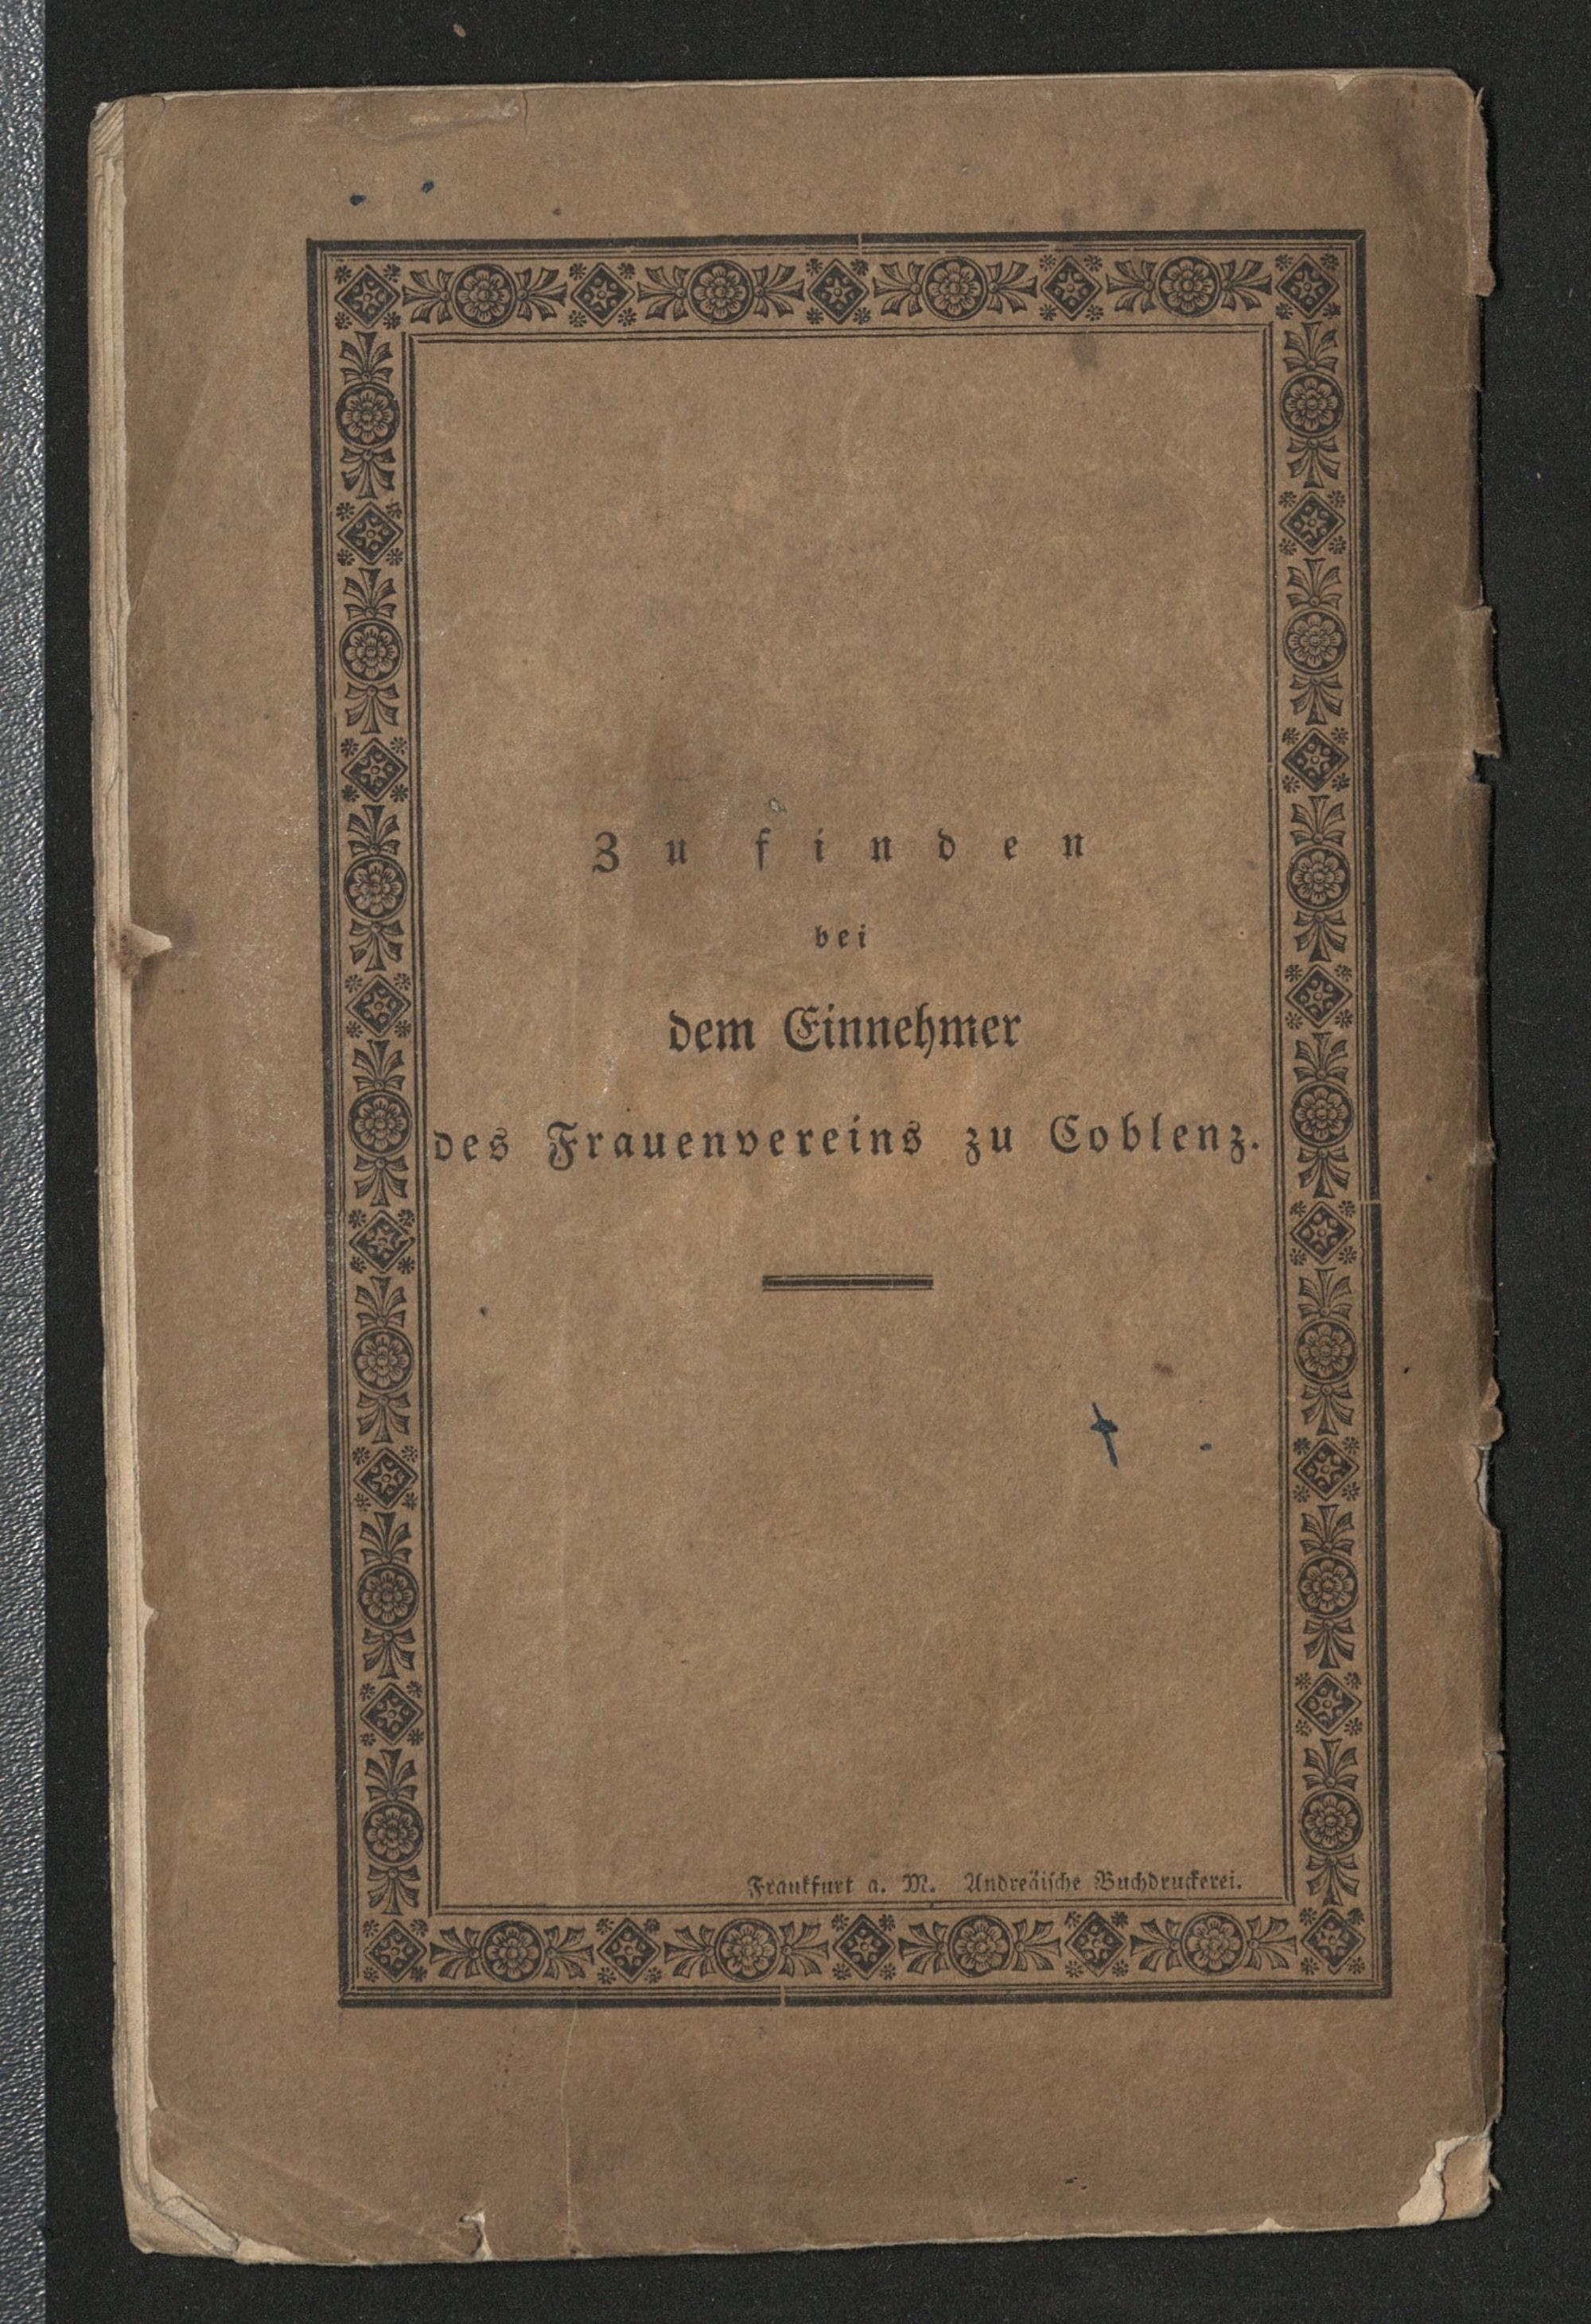 Zu finden
bei
dem Einnehmer
des Frauenvereins zu Coblenz.
Frankfurt a. M. Andreäische Buchdruckerei.